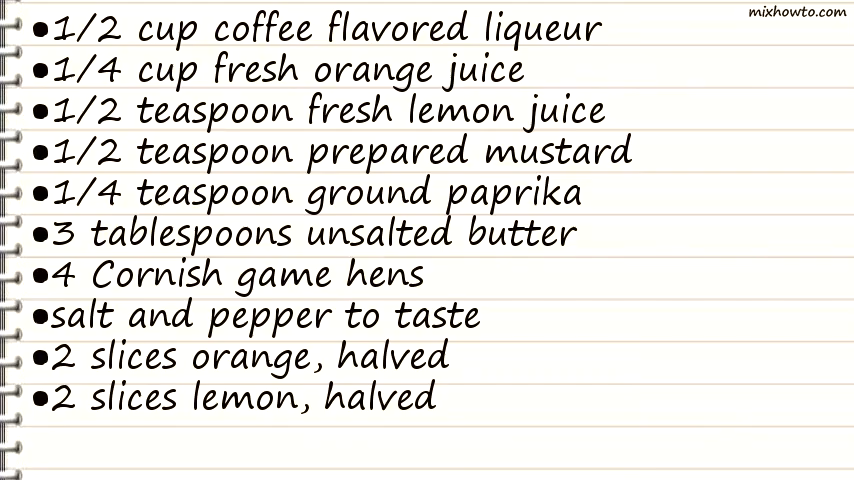 mixhowto.com
•1/2 cup coffee flavored liqueur
•1/4 cup fresh orange juice
•1/2 teaspoon fresh lemon juice
•1/2 teaspoon prepared mustard
•1/4 teaspoon ground paprika
•3 tablespoons unsalted butter
•4 Cornish game hens
•salt and pepper to taste
•2 slices orange, halved
•2 slices lemon, halved